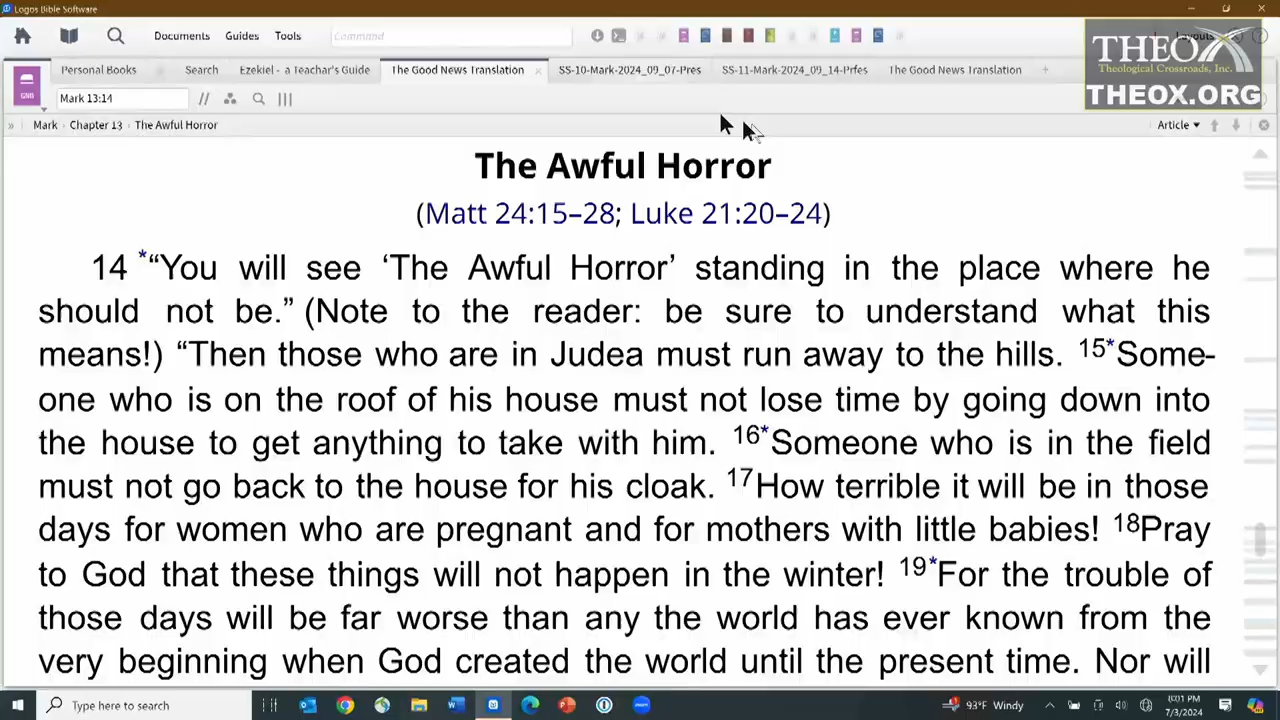 Logos Bible Software
Documents Guides Tools Command
THEOX
Theological Crossroads, Inc.
THEOX.ORG
Personal Books Search Ezekiel - a Teacher's Guide The Good News Translation SS-10-Mark-2024_09_07-Pres SS-11-Mark-2024_09_14-Prfes The Good News Translation
GNB
Mark 13:14
Mark › Chapter 13 › The Awful Horror Article
The Awful Horror
(Matt 24:15–28; Luke 21:20–24)
14 *“You will see ‘The Awful Horror’ standing in the place where he
should not be.” (Note to the reader: be sure to understand what this
means!) “Then those who are in Judea must run away to the hills. 15*Some-
one who is on the roof of his house must not lose time by going down into
the house to get anything to take with him. 16*Someone who is in the field
must not go back to the house for his cloak. 17How terrible it will be in those
days for women who are pregnant and for mothers with little babies! 18Pray
to God that these things will not happen in the winter! 19*For the trouble of
those days will be far worse than any the world has ever known from the
very beginning when God created the world until the present time. Nor will
Type here to search 93°F Windy 8:01 PM
7/3/2024